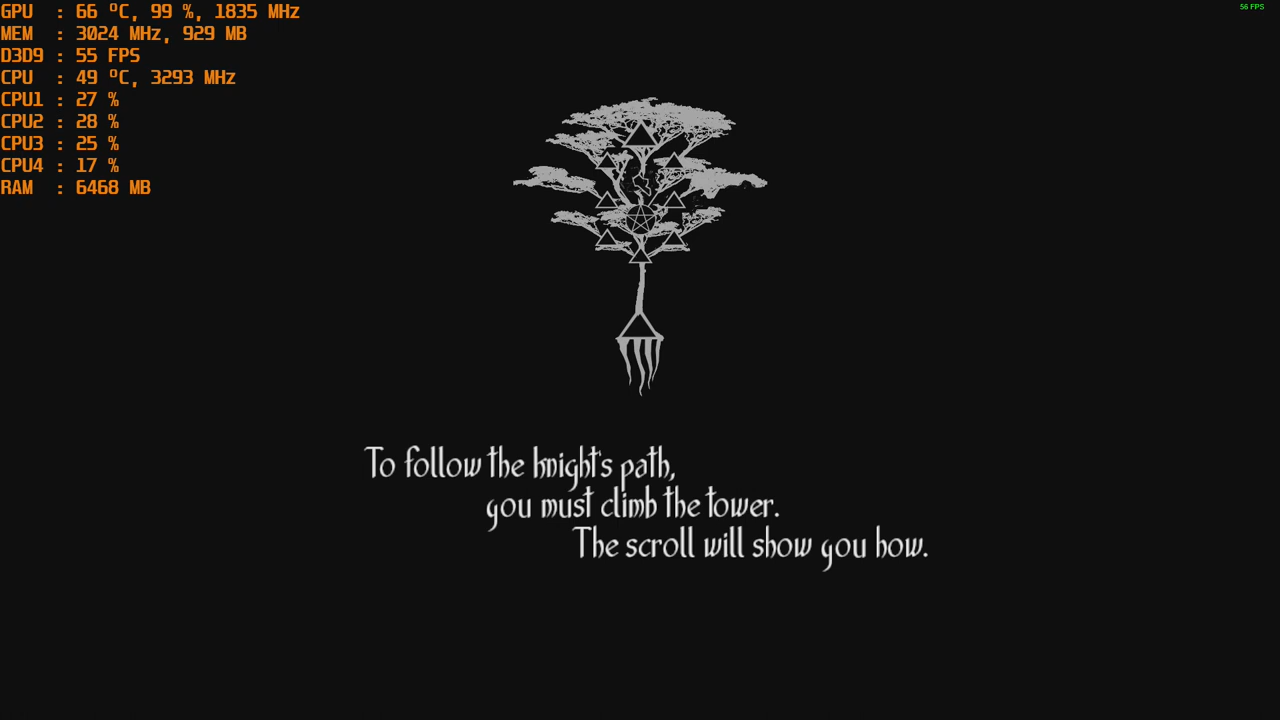 GPU : 66 ºC, 99 %, 1835 MHz
MEM : 3024 MHz, 929 MB
D3D9 : 55 FPS
CPU : 49 ºC, 3293 MHz
CPU1 : 27 %
CPU2 : 28 %
CPU3 : 25 %
CPU4 : 17 %
RAM : 6468 MB
56 FPS
To follow the knight's path,
you must climb the tower.
The scroll will show you how.